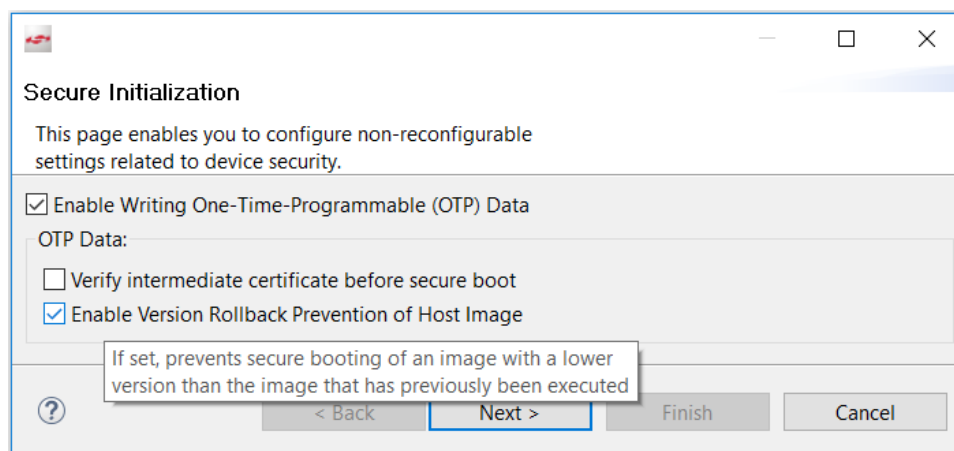 Secure Initialization
This page enables you to configure non-reconfigurable
settings related to device security.
Enable Writing One-Time-Programmable (OTP) Data
OTP Data:
Verify intermediate certificate before secure boot
Enable Version Rollback Prevention of Host Image
If set, prevents secure booting of an image with a lower
version than the image that has previously been executed
? < Back Next > Finish Cancel